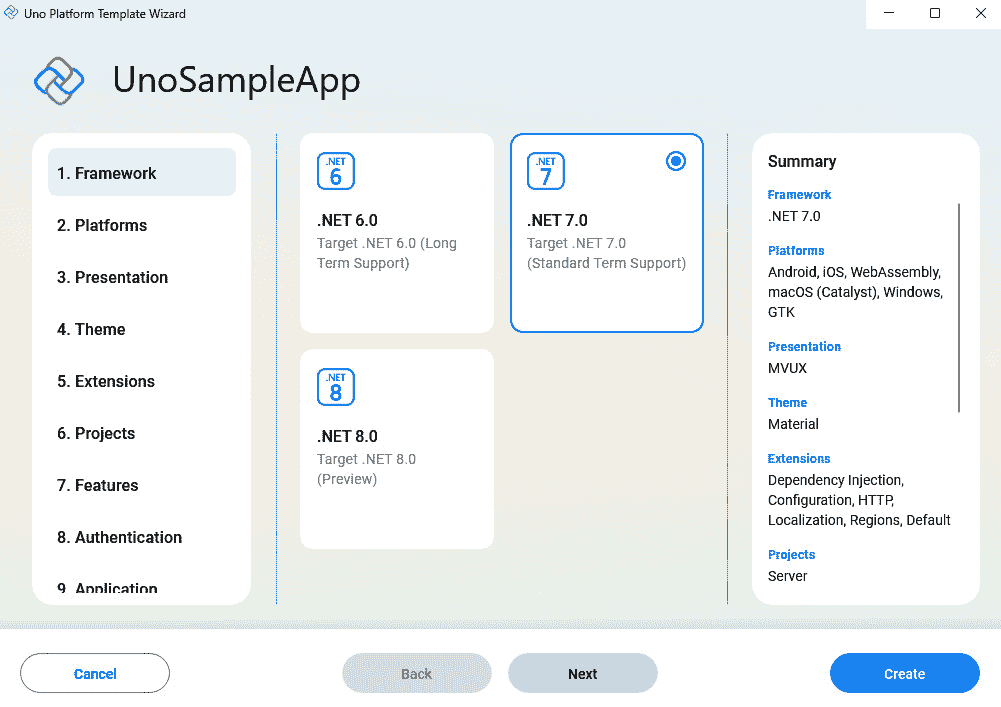 Uno Platform Template Wizard
UnoSampleApp
1. Framework
2. Platforms
3. Presentation
4. Theme
5. Extensions
6. Projects
7. Features
8. Authentication
9. Application
.NET
6
.NET 6.0
Target .NET 6.0 (Long
Term Support)
.NET
7
.NET 7.0
Target .NET 7.0
(Standard Term Support)
.NET
8
.NET 8.0
Target .NET 8.0
(Preview)
Summary
Framework
.NET 7.0
Platforms
Android, iOS, WebAssembly,
macOS (Catalyst), Windows,
GTK
Presentation
MVUX
Theme
Material
Extensions
Dependency Injection,
Configuration, HTTP,
Localization, Regions, Default
Projects
Server
Cancel
Back
Next
Create